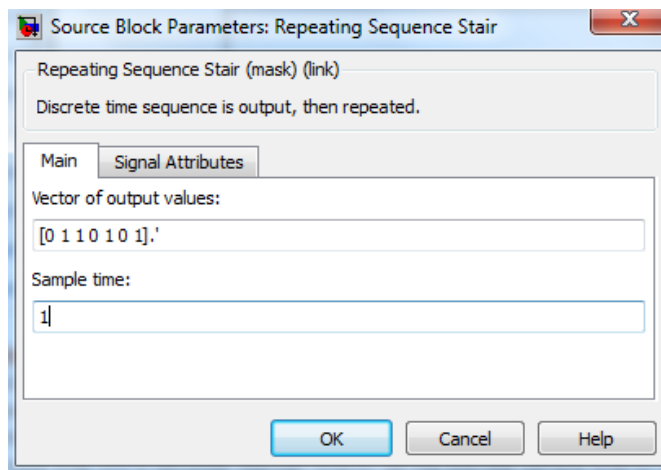 Source Block Parameters: Repeating Sequence Stair
Repeating Sequence Stair (mask) (link)
Discrete time sequence is output, then repeated.
Main Signal Attributes
Vector of output values:
[0 1 1 0 1 0 1].'
Sample time:
1
OK Cancel Help